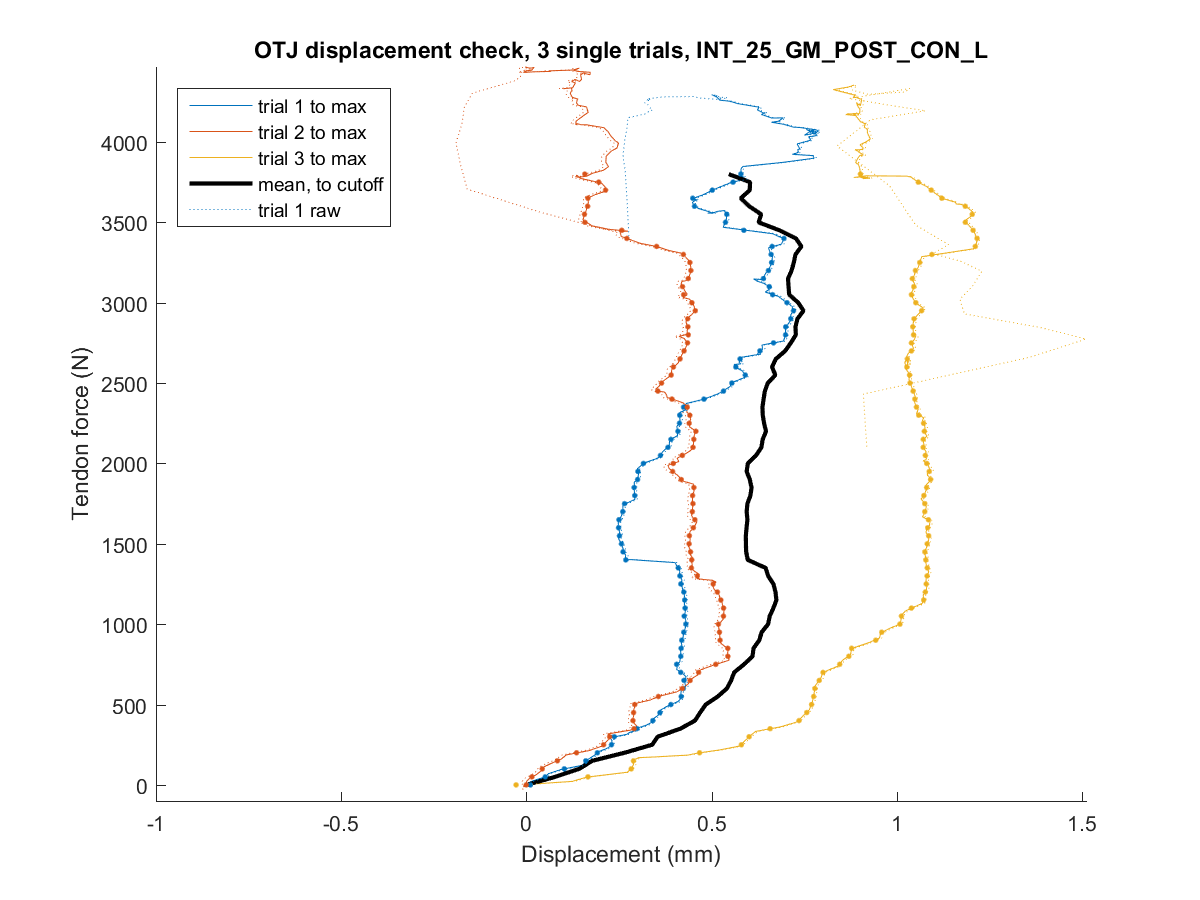 OTJ displacement check, 3 single trials, INT_25_GM_POST_CON_L
trial 1 to max
trial 2 to max
trial 3 to max
mean, to cutoff
trial 1 raw
4000
3500
3000
2500
2000
1500
1000
500
0
Tendon force (N)
-1
-0.5
0
0.5
1
1.5
Displacement (mm)